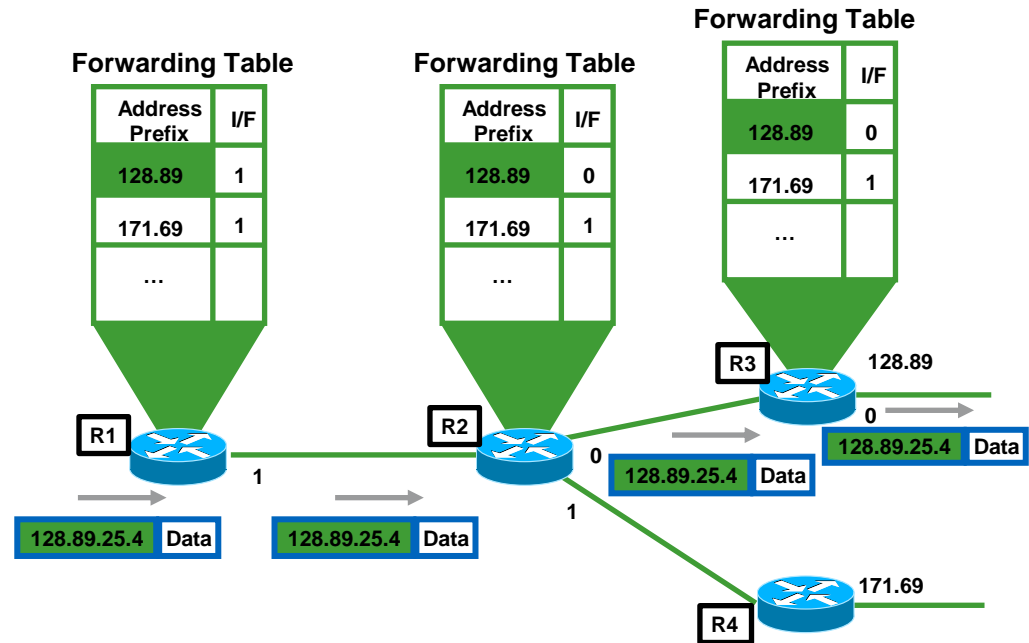 Forwarding Table
Address Prefix I/F
128.89 1
171.69 1
…
Forwarding Table
Address Prefix I/F
128.89 0
171.69 1
…
Forwarding Table
Address Prefix I/F
128.89 0
171.69 1
…
R1
1
R2
0
1
R3
128.89
0
R4
171.69
128.89.25.4 Data
128.89.25.4 Data
128.89.25.4 Data
128.89.25.4 Data